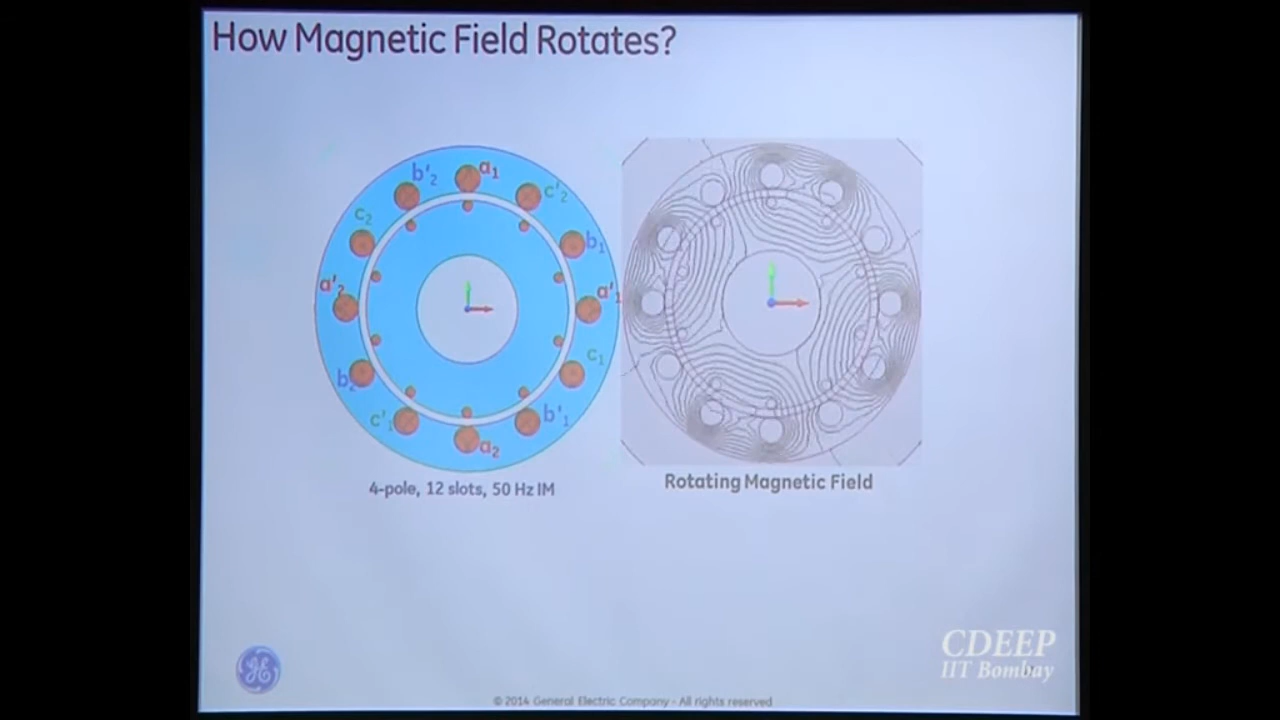 How Magnetic Field Rotates?
b'₂ a₁ c'₂
c₂ b₁
a'₂ a'₁
b₂ c₁
c'₁ a₂ b'₁
4-pole, 12 slots, 50 Hz IM
Rotating Magnetic Field
CDEEP
IIT Bombay
GE
© 2014 General Electric Company - All rights reserved